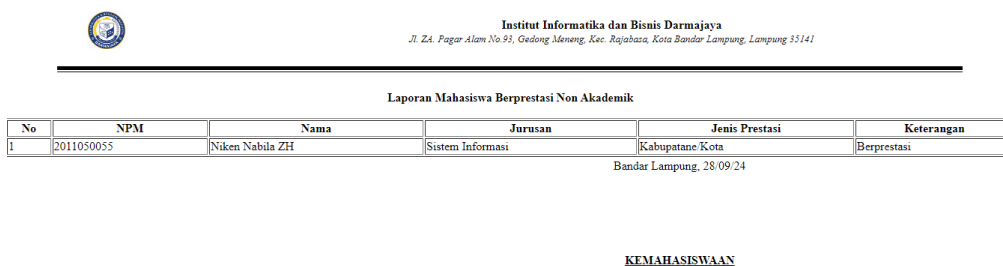 Institut Informatika dan Bisnis Darmajaya
Jl. ZA. Pagar Alam No.93, Gedong Meneng, Kec. Rajabasa, Kota Bandar Lampung, Lampung 35141
Laporan Mahasiswa Berprestasi Non Akademik
No NPM Nama Jurusan Jenis Prestasi Keterangan
1 2011050055 Niken Nabila ZH Sistem Informasi Kabupatane/Kota Berprestasi
Bandar Lampung, 28/09/24
KEMAHASISWAAN